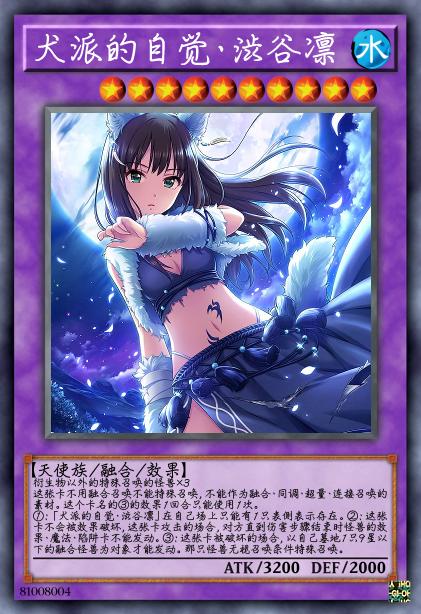 犬派的自觉·渋谷凛
水
【天使族/融合/效果】
衍生物以外的特殊召唤的怪兽×3
这张卡不用融合召唤不能特殊召唤,不能作为融合·同调·超量·连接召唤的
素材。这个卡名的③的效果1回合只能使用1次。
①:「犬派的自觉·渋谷凛」在自己场上只能有1只表侧表示存在。②:这张
卡不会被效果破坏,这张卡攻击的场合,对方直到伤害步骤结束时怪兽的效
果·魔法·陷阱卡不能发动。③:这张卡被破坏的场合,以自己墓地1只9星以
下的融合怪兽为对象才能发动。那只怪兽无视召唤条件特殊召唤。
ATK/3200 DEF/2000
81008004